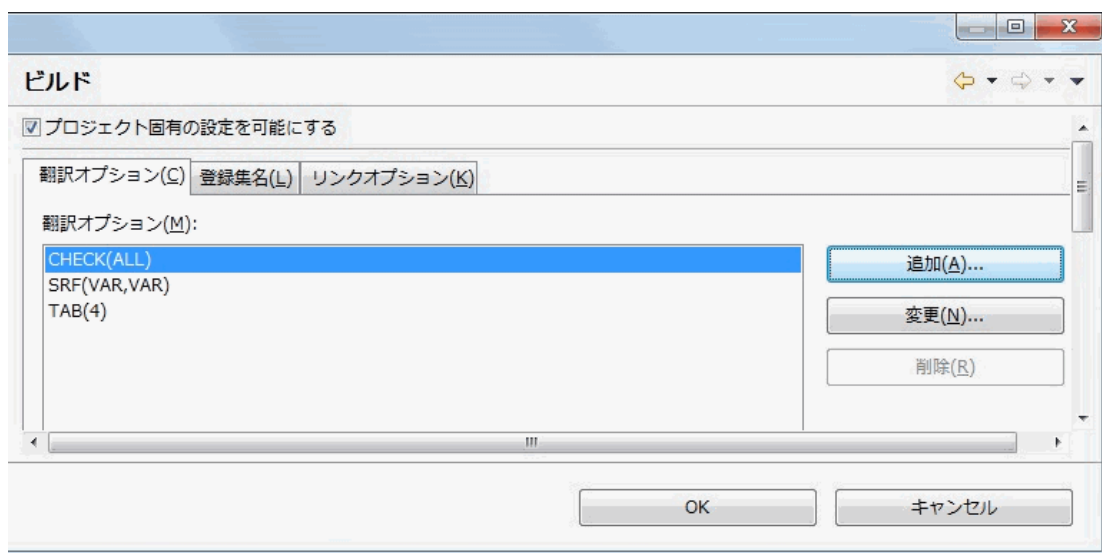 ビルド
プロジェクト固有の設定を可能にする
翻訳オプション(C) 登録集名(L) リンクオプション(K)
翻訳オプション(M):
CHECK(ALL)
SRF(VAR,VAR)
TAB(4)
追加(A)...
変更(N)...
削除(R)
OK キャンセル